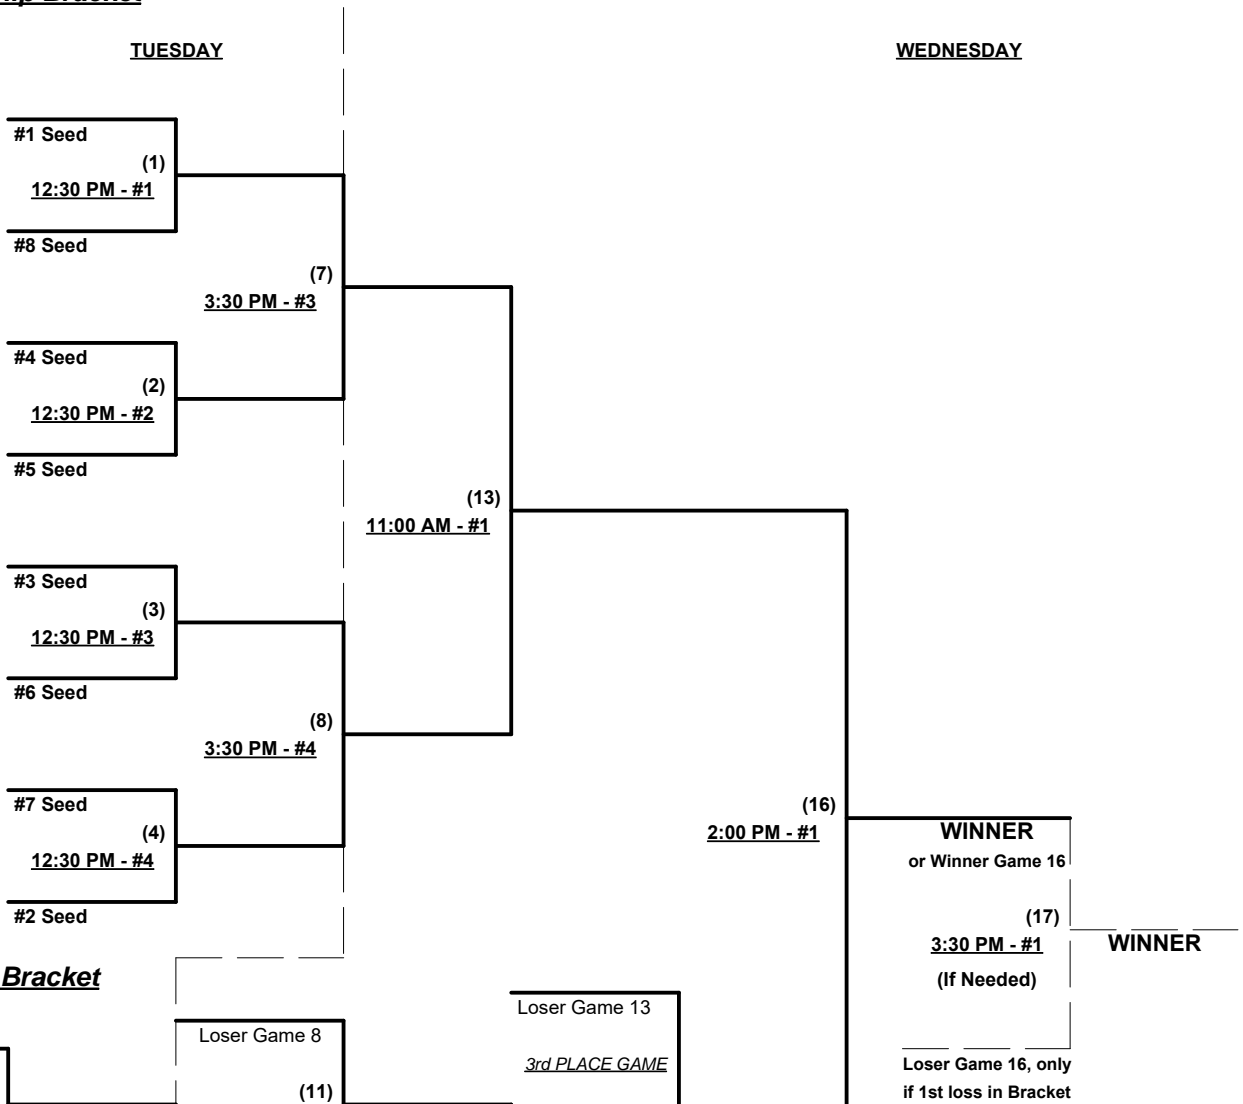 Bracket
TUESDAY
WEDNESDAY
#1 Seed
(1)
12:30 PM - #1
#8 Seed
(7)
3:30 PM - #3
#4 Seed
(2)
12:30 PM - #2
#5 Seed
(13)
11:00 AM - #1
#3 Seed
(3)
12:30 PM - #3
#6 Seed
(8)
3:30 PM - #4
#7 Seed
(4)
12:30 PM - #4
#2 Seed
(16)
2:00 PM - #1
WINNER
or Winner Game 16
(17)
3:30 PM - #1
(If Needed)
WINNER
Bracket
Loser Game 8
(11)
Loser Game 13
3rd PLACE GAME
Loser Game 16, only
if 1st loss in Bracket